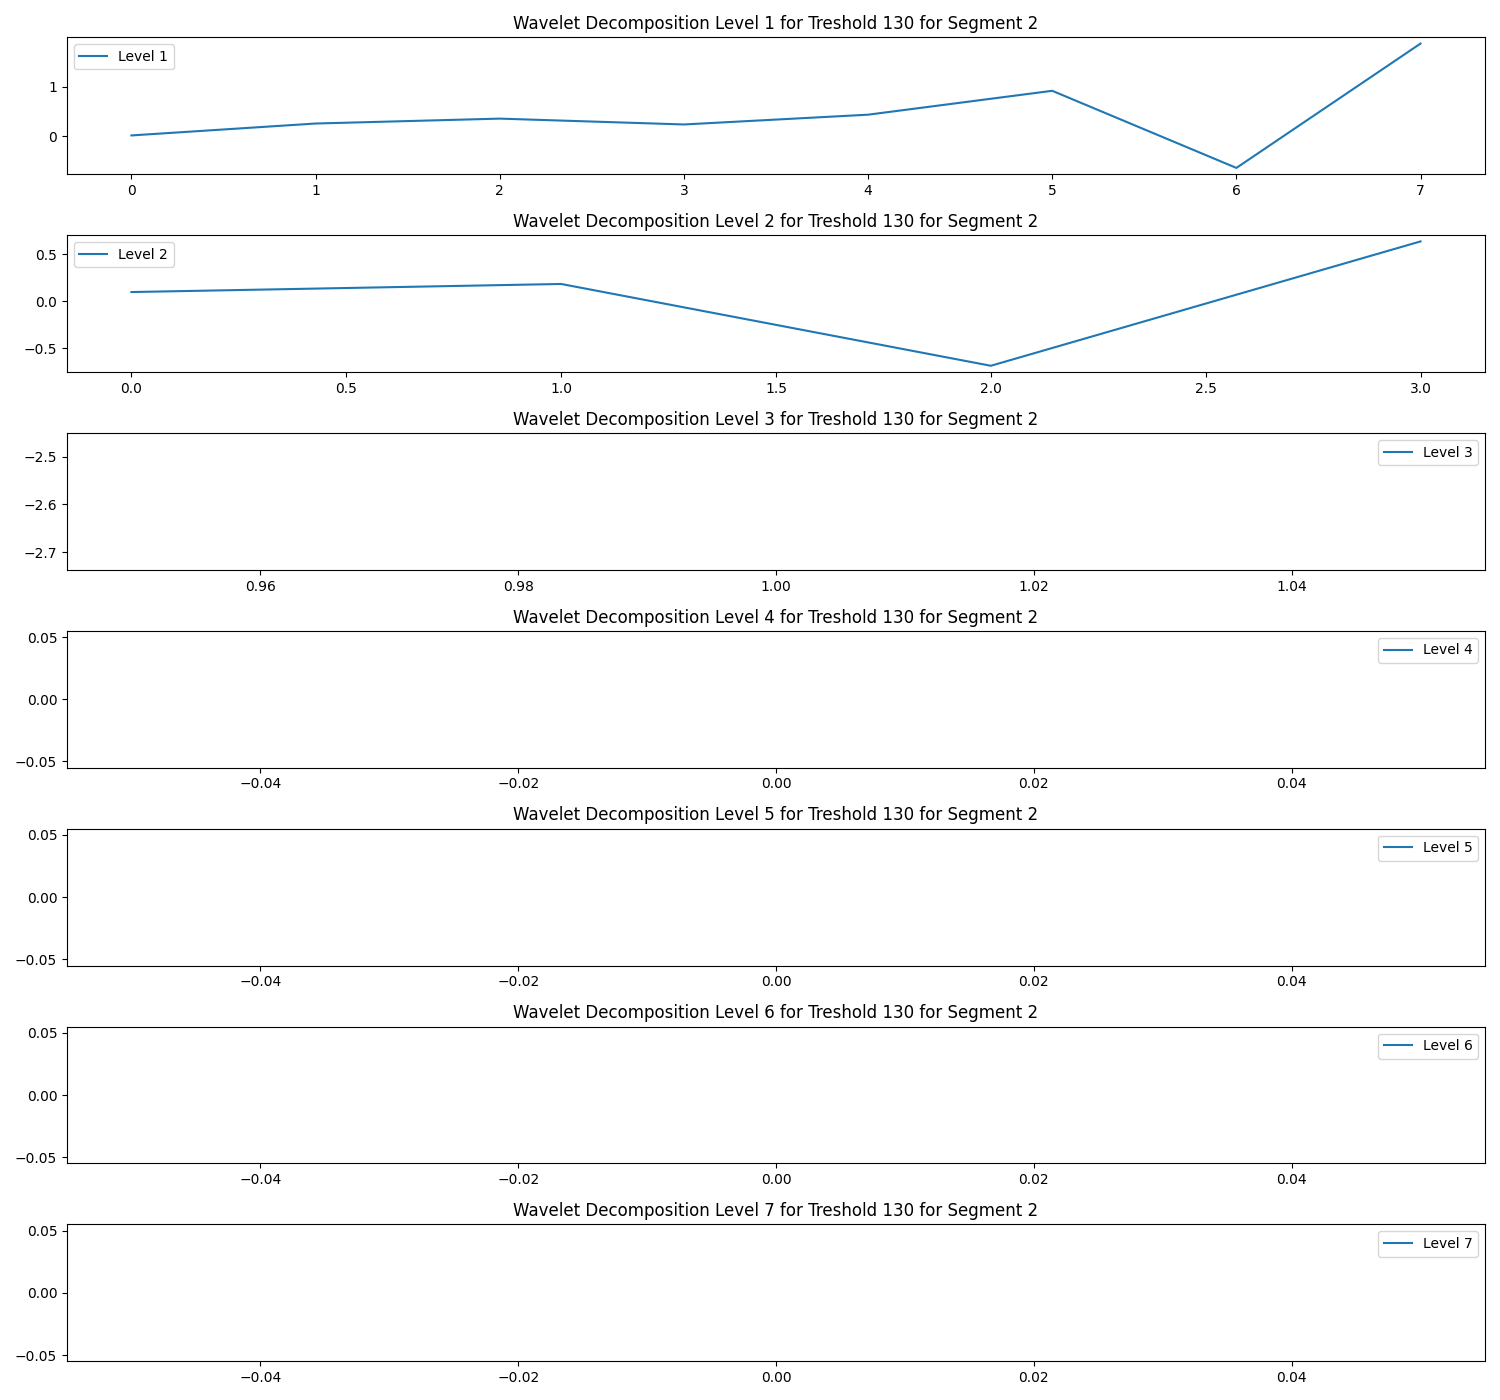 Wavelet Decomposition Level 1 for Treshold 130 for Segment 2
Level 1
1
0
0 1 2 3 4 5 6 7
Wavelet Decomposition Level 2 for Treshold 130 for Segment 2
Level 2
0.5
0.0
−0.5
0.0 0.5 1.0 1.5 2.0 2.5 3.0
Wavelet Decomposition Level 3 for Treshold 130 for Segment 2
Level 3
−2.5
−2.6
−2.7
0.96 0.98 1.00 1.02 1.04
Wavelet Decomposition Level 4 for Treshold 130 for Segment 2
0.05
Level 4
0.00
−0.05
−0.04 −0.02 0.00 0.02 0.04
Wavelet Decomposition Level 5 for Treshold 130 for Segment 2
0.05
Level 5
0.00
−0.05
−0.04 −0.02 0.00 0.02 0.04
Wavelet Decomposition Level 6 for Treshold 130 for Segment 2
0.05
Level 6
0.00
−0.05
−0.04 −0.02 0.00 0.02 0.04
Wavelet Decomposition Level 7 for Treshold 130 for Segment 2
0.05
Level 7
0.00
−0.05
−0.04 −0.02 0.00 0.02 0.04